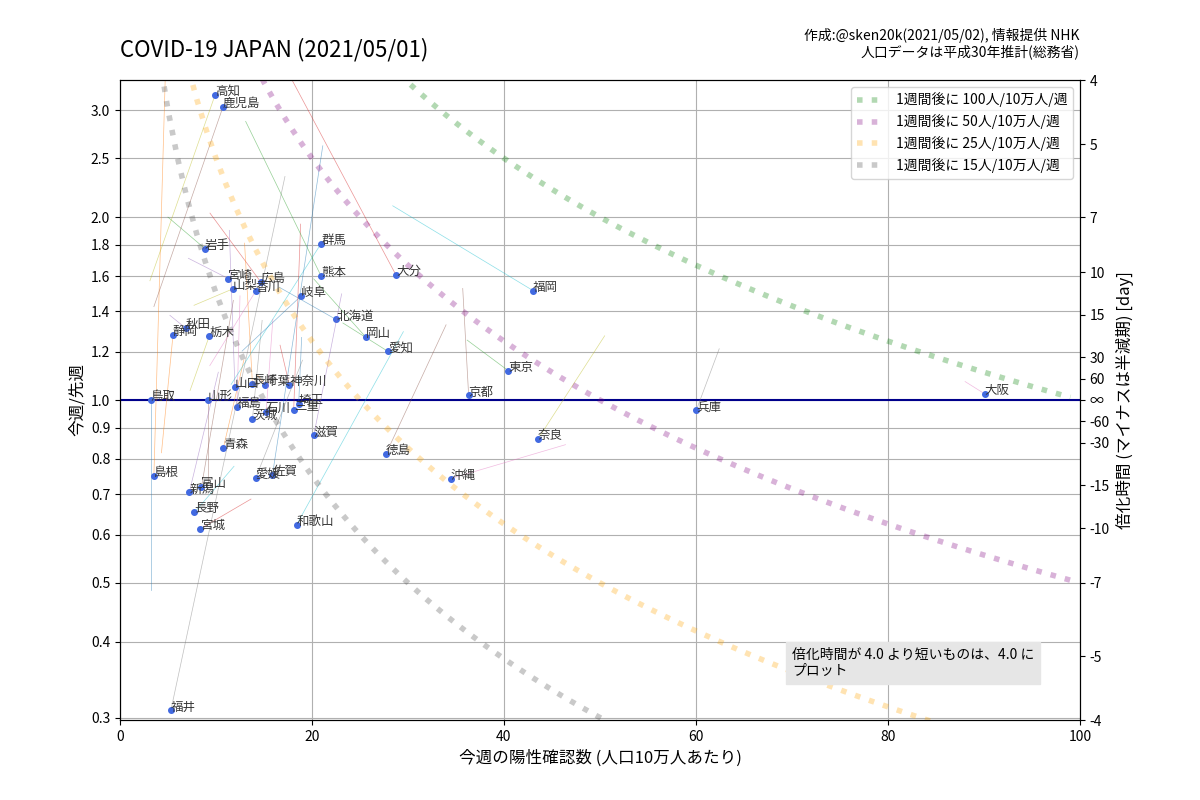 COVID-19 JAPAN (2021/05/01)
作成:@sken20k(2021/05/02), 情報提供 NHK
人口データは平成30年推計(総務省)
1週間後に 100人/10万人/週
1週間後に 50人/10万人/週
1週間後に 25人/10万人/週
1週間後に 15人/10万人/週
3.0
2.5
2.0
1.8
1.6
1.4
1.2
1.0
0.9
0.8
0.7
0.6
0.5
0.4
0.3
今週/先週
4
5
7
10
15
30
60
∞
-60
-30
-15
-10
-7
-5
-4
倍化時間 (マイナスは半減期) [day]
高知
鹿児島
岩手
群馬
宮崎
広島
熊本
大分
山梨
香川
岐阜
福岡
北海道
秋田
静岡
栃木
岡山
愛知
東京
山口
長崎
千葉
神奈川
京都
大阪
鳥取
山形
福島
石川
埼玉
三重
兵庫
茨城
滋賀
奈良
青森
徳島
島根
愛媛
佐賀
沖縄
富山
新潟
長野
宮城
和歌山
福井
倍化時間が 4.0 より短いものは、4.0 に
プロット
0
20
40
60
80
100
今週の陽性確認数 (人口10万人あたり)